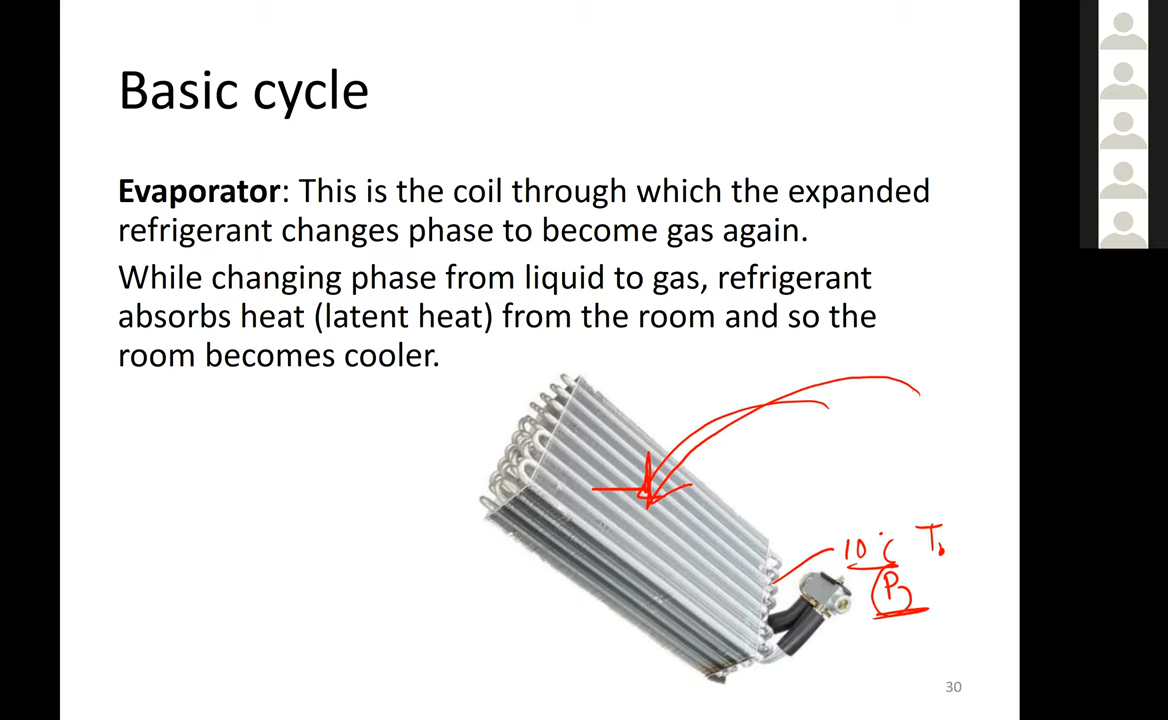 Basic cycle
Evaporator: This is the coil through which the expanded
refrigerant changes phase to become gas again.
While changing phase from liquid to gas, refrigerant
absorbs heat (latent heat) from the room and so the
room becomes cooler.
10°C T.
P
30